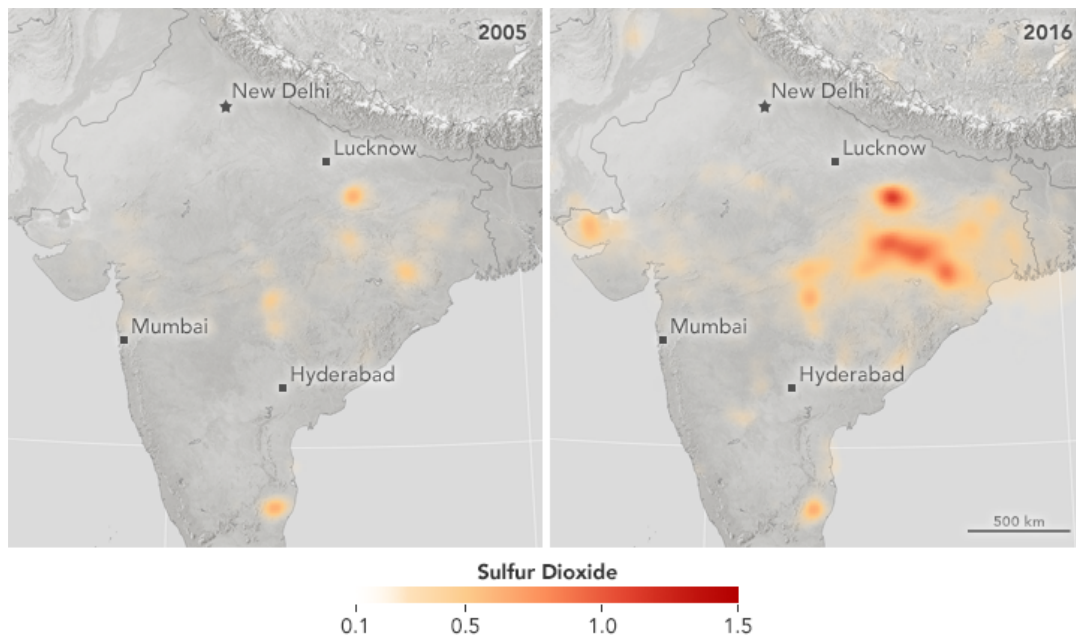 2005
New Delhi
Lucknow
Mumbai
Hyderabad
2016
New Delhi
Lucknow
Mumbai
Hyderabad
500 km
Sulfur Dioxide
0.1 0.5 1.0 1.5